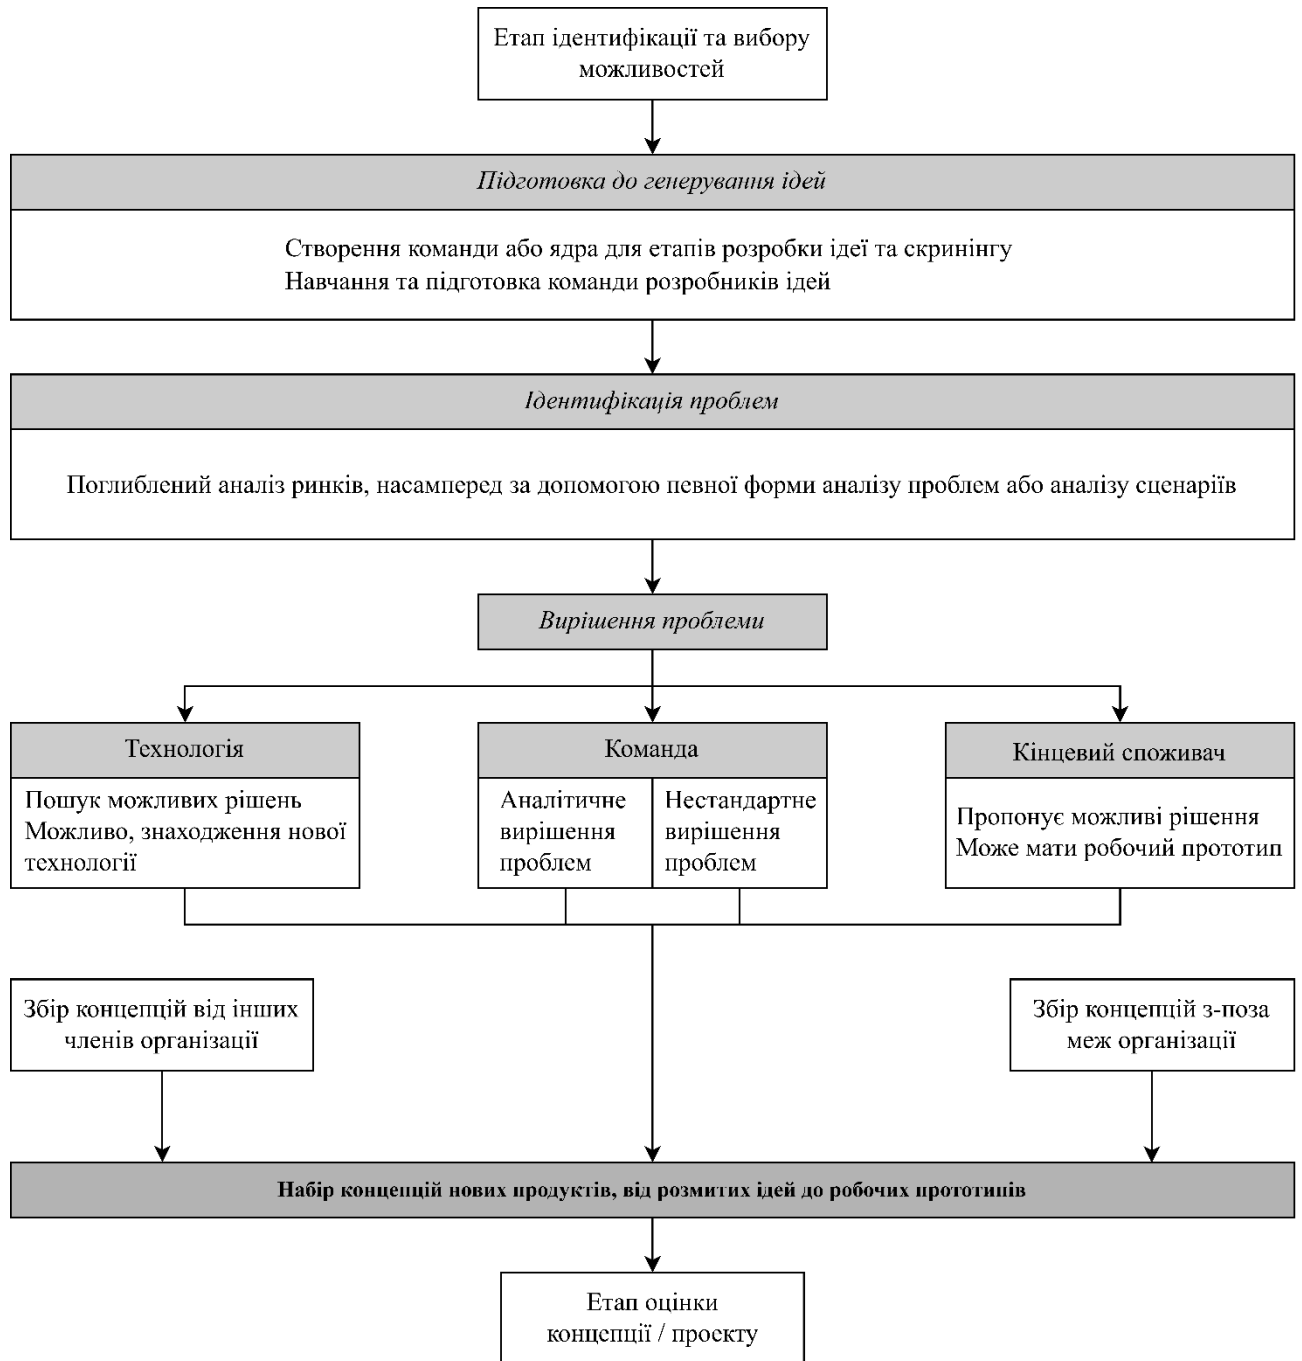 Етап ідентифікації та вибору
можливостей
Підготовка до генерування ідей
Створення команди або ядра для етапів розробки ідеї та скринінгу
Навчання та підготовка команди розробників ідей
Ідентифікація проблем
Поглиблений аналіз ринків, насамперед за допомогою певної форми аналізу проблем або аналізу сценаріїв
Вирішення проблеми
Технологія
Пошук можливих рішень
Можливо, знаходження нової
технології
Команда
Аналітичне
вирішення
проблем
Нестандартне
вирішення
проблем
Кінцевий споживач
Пропонує можливі рішення
Може мати робочий прототип
Збір концепцій від інших
членів організації
Збір концепцій з-поза
меж організації
Набір концепцій нових продуктів, від розмитих ідей до робочих прототипів
Етап оцінки
концепції / проєкту